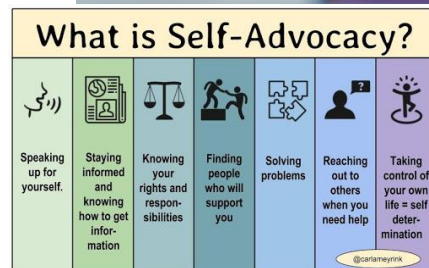 What is Self-Advocacy?
?
Speaking
up for
yourself.
Staying
informed
and
knowing
how to get
infor-
mation
Knowing
your
rights and
respon-
sibilities
Finding
people
who will
support
you
Solving
problems
Reaching
out to
others
when you
need help
Taking
control of
your own
life = self
deter-
mination
@carlameyrink